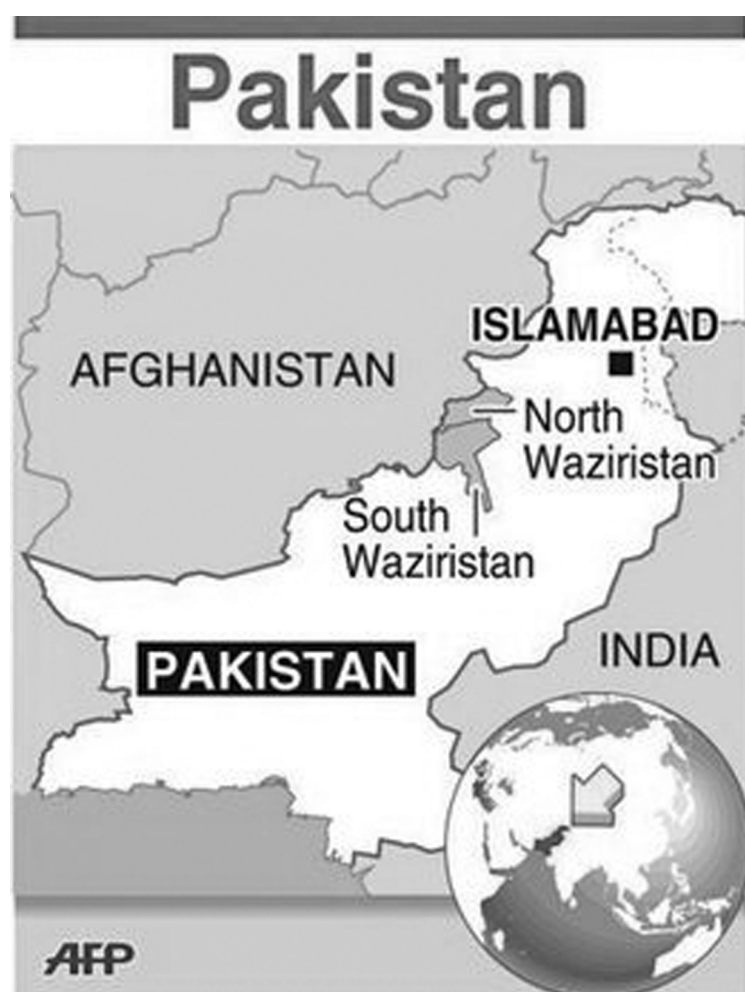 Pakistan
ISLAMABAD
AFGHANISTAN
North
Waziristan
South
Waziristan
INDIA
PAKISTAN
AFP